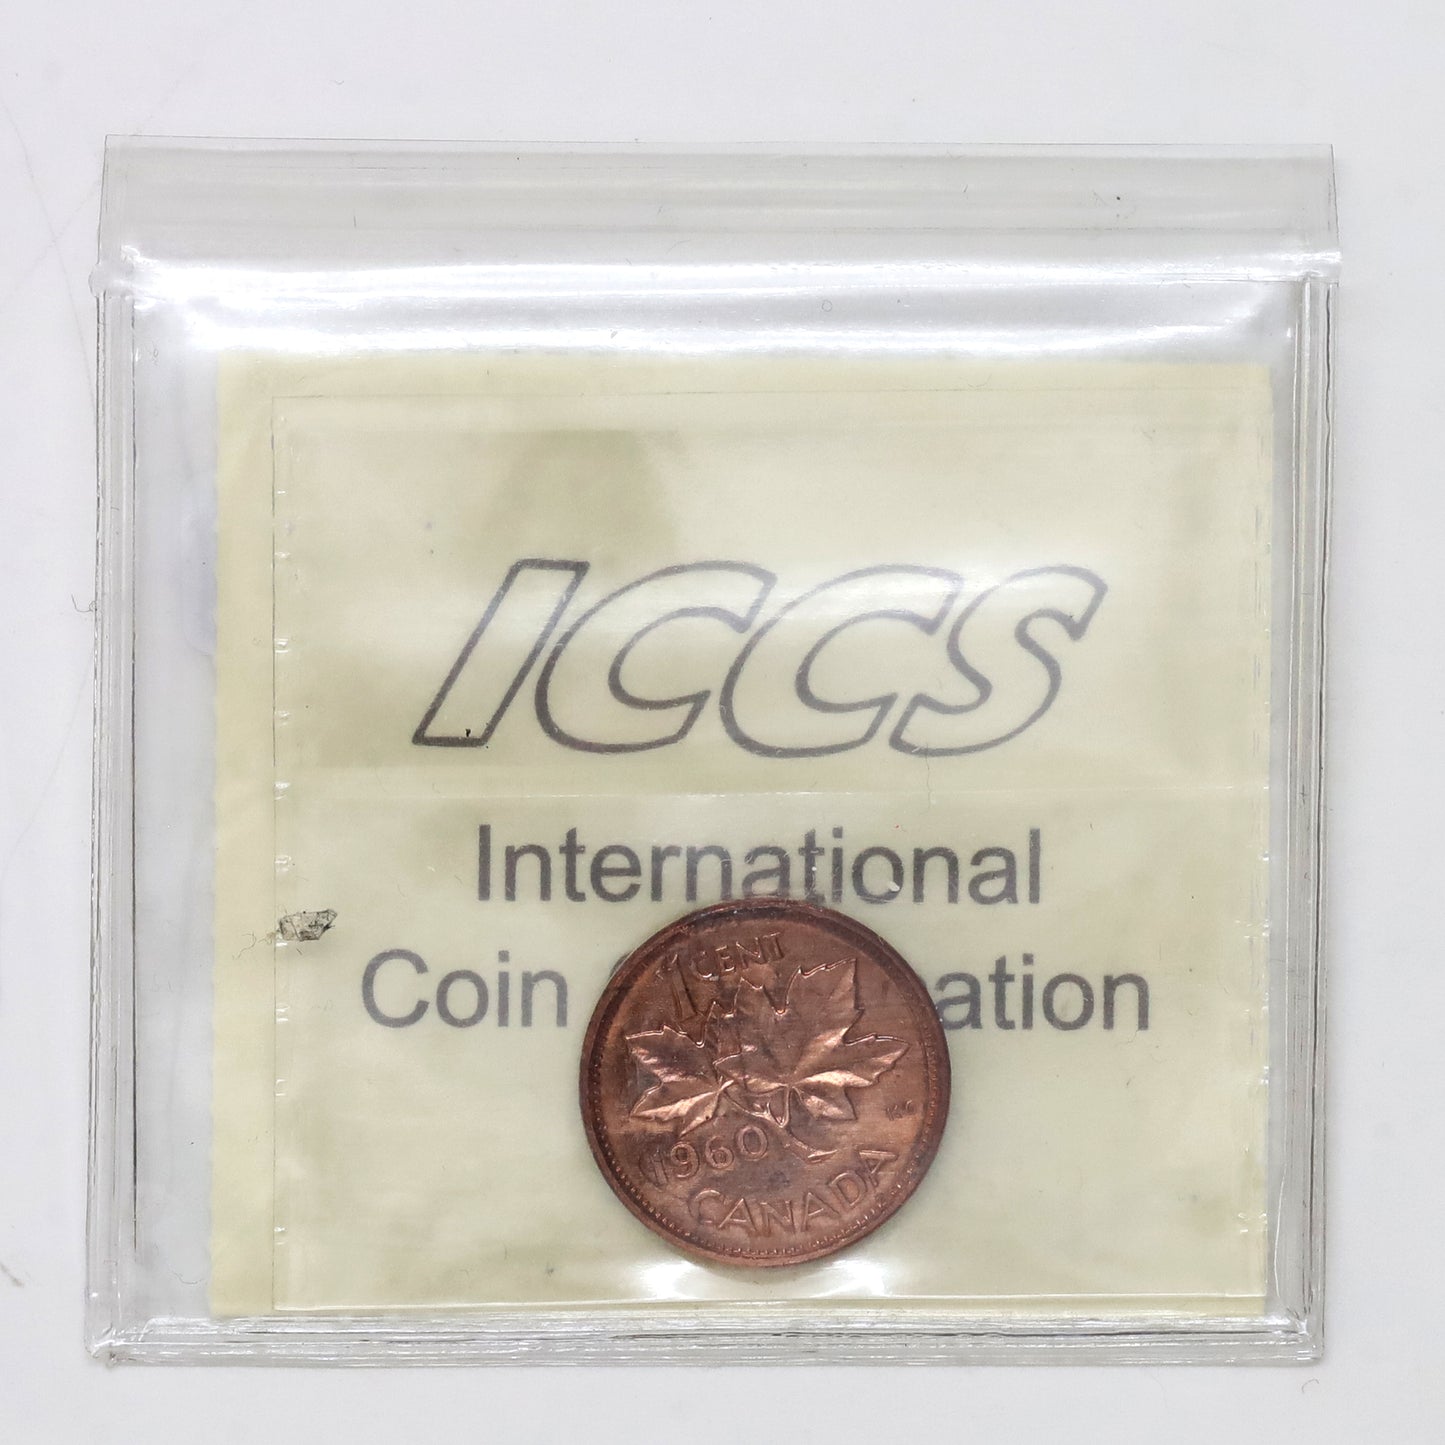 ICCS
International
Coin ation
1 CENT
1960
CANADA